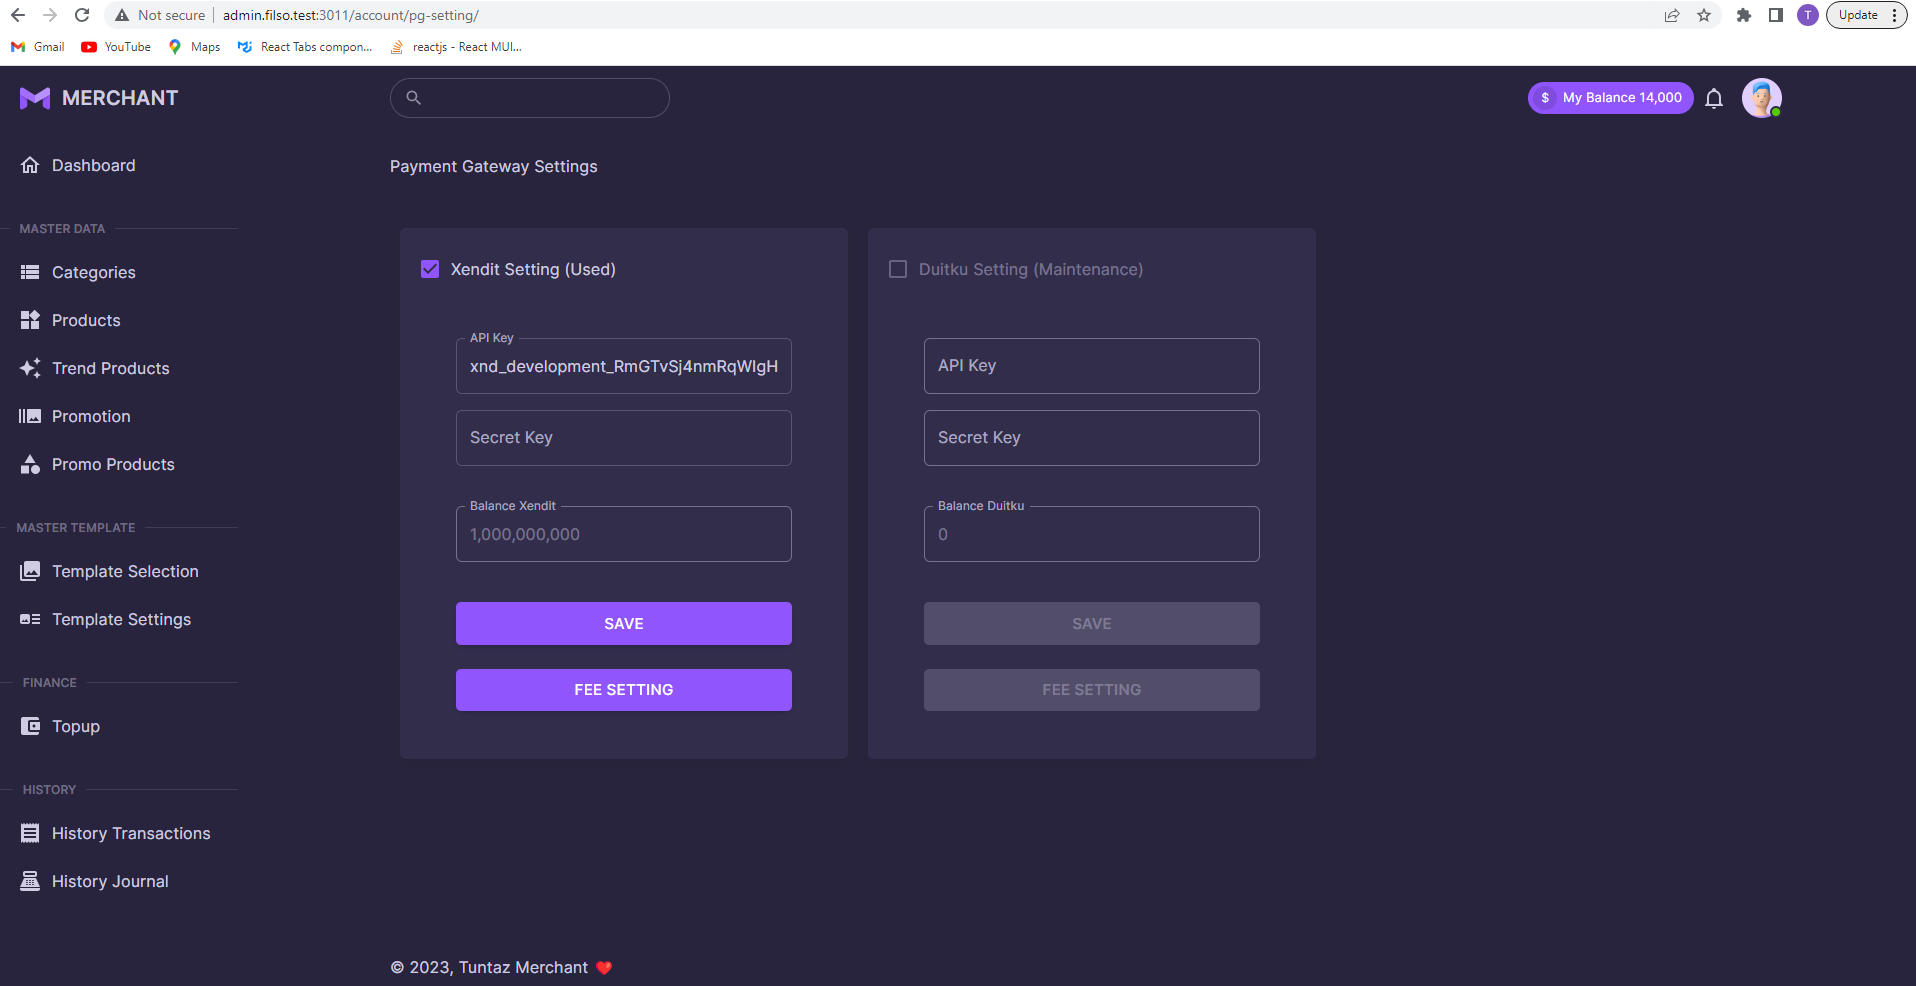 Not secure admin.filso.test:3011/account/pg-setting/ T Update
Gmail YouTube Maps React Tabs compon... reactjs - React MUI...
MERCHANT
$ My Balance 14,000
Dashboard
Payment Gateway Settings
MASTER DATA
Categories
Products
Trend Products
Promotion
Promo Products
MASTER TEMPLATE
Template Selection
Template Settings
FINANCE
Topup
HISTORY
History Transactions
History Journal
Xendit Setting (Used)
API Key
xnd_development_RmGTvSj4nmRqWIgH
Secret Key
Balance Xendit
1,000,000,000
SAVE
FEE SETTING
Duitku Setting (Maintenance)
API Key
Secret Key
Balance Duitku
0
SAVE
FEE SETTING
© 2023, Tuntaz Merchant ❤️